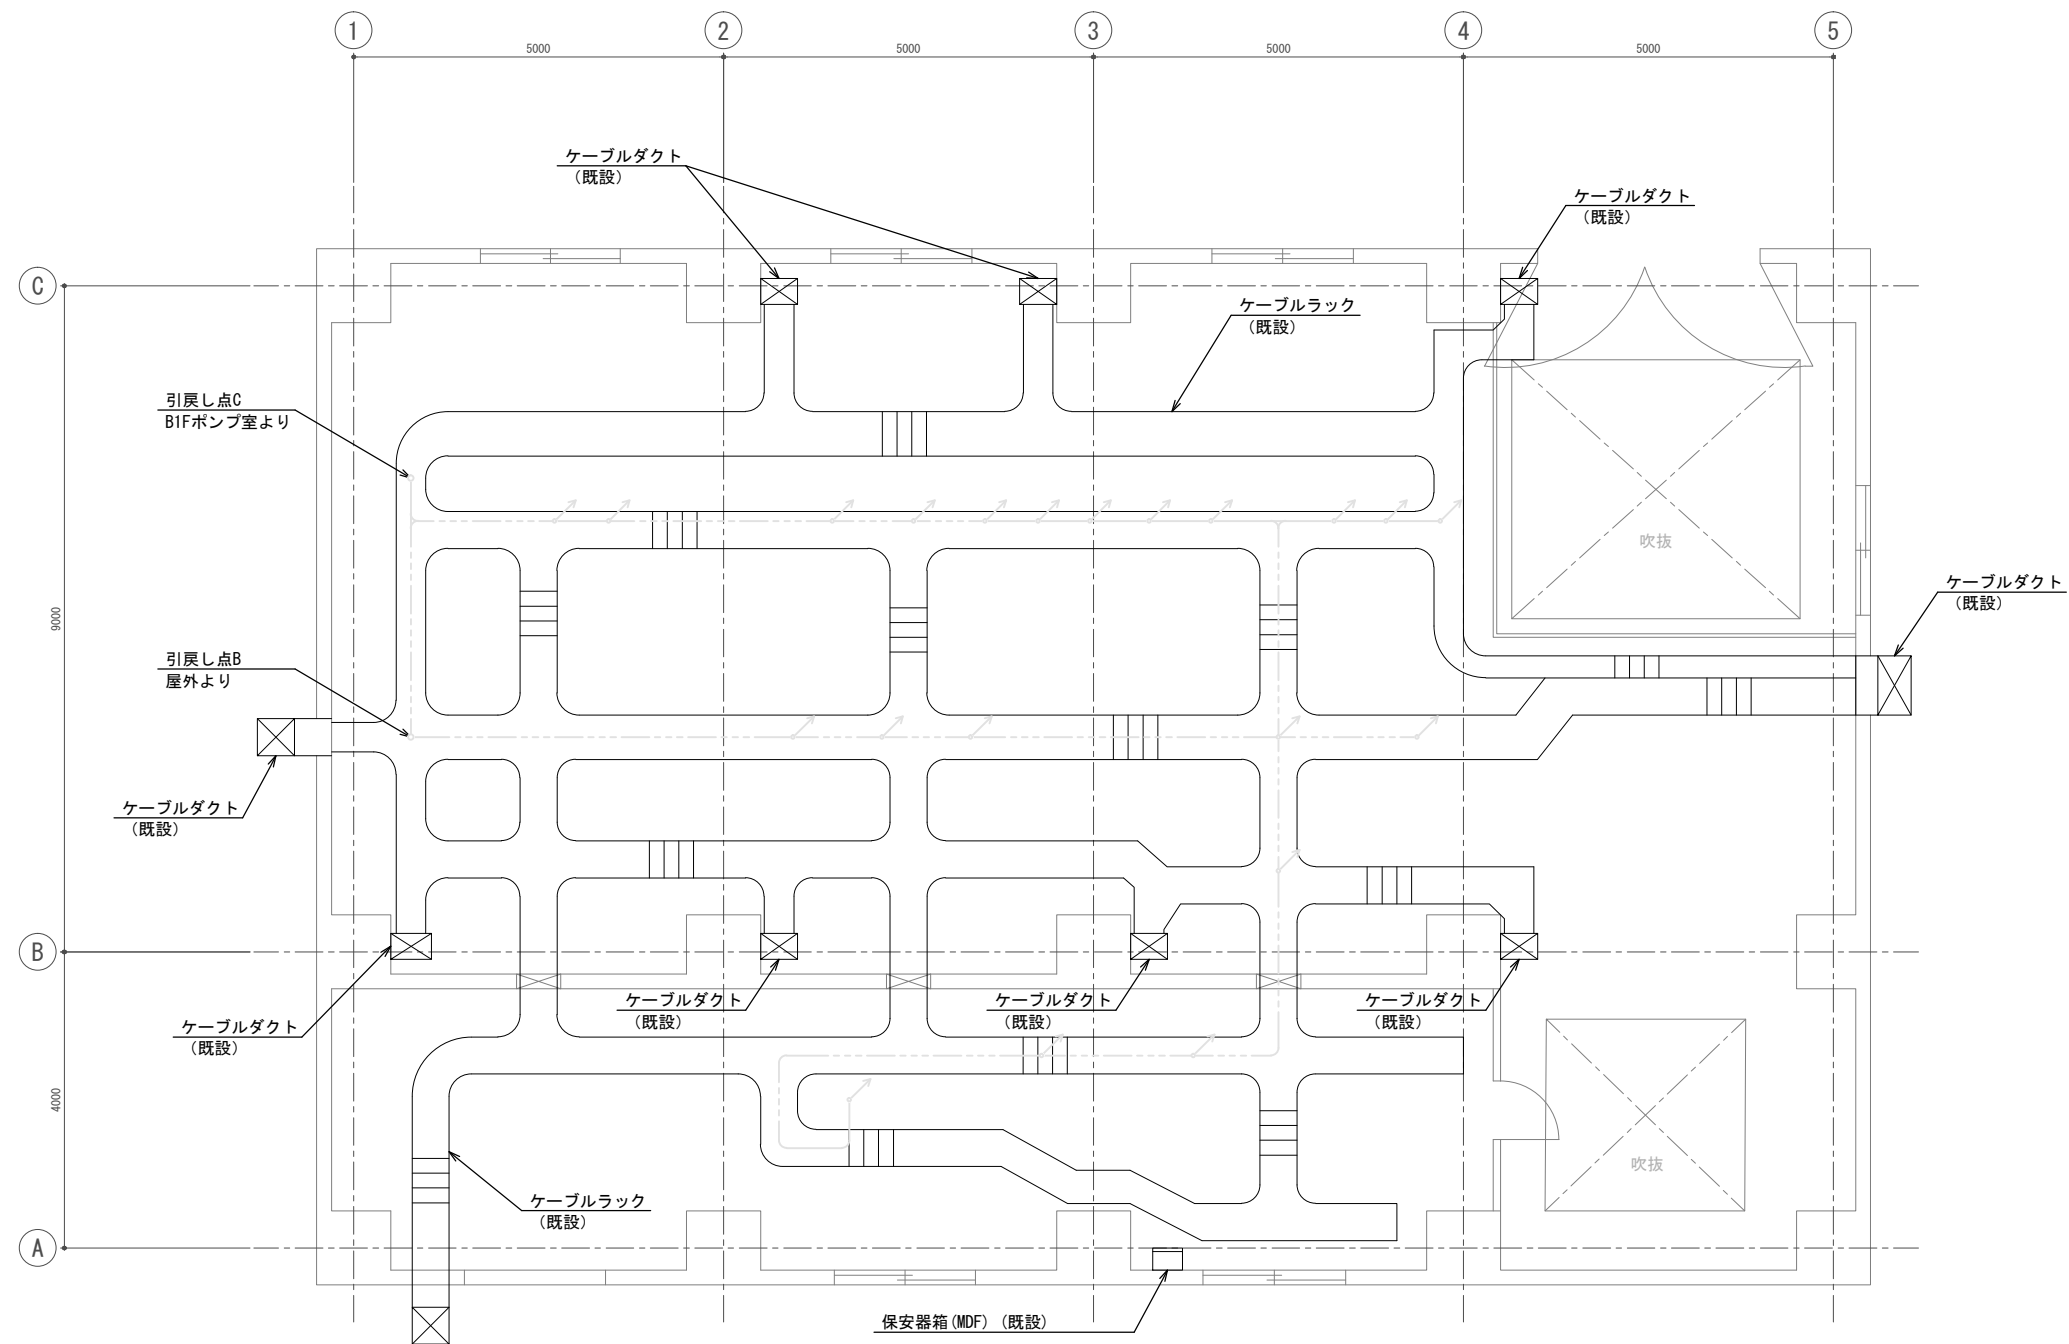 1
2
3
4
5
5000
5000
5000
5000
ケーブルダクト
(既設)
ケーブルダクト
(既設)
C
ケーブルラック
(既設)
引戻し点C
B1Fポンプ室より
吹抜
ケーブルダクト
(既設)
9000
引戻し点B
屋外より
ケーブルダクト
(既設)
B
ケーブルダクト
(既設)
ケーブルダクト
(既設)
ケーブルダクト
(既設)
ケーブルダクト
(既設)
4000
吹抜
ケーブルラック
(既設)
A
保安器箱(MDF) (既設)